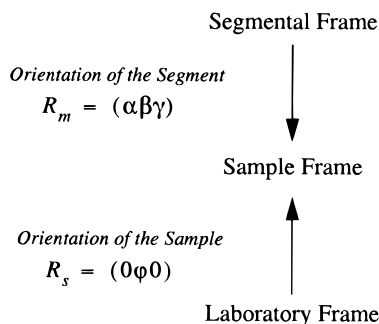 Segmental Frame
Orientation of the Segment
R_m = (αβγ)
Sample Frame
Orientation of the Sample
R_s = (0φ0)
Laboratory Frame